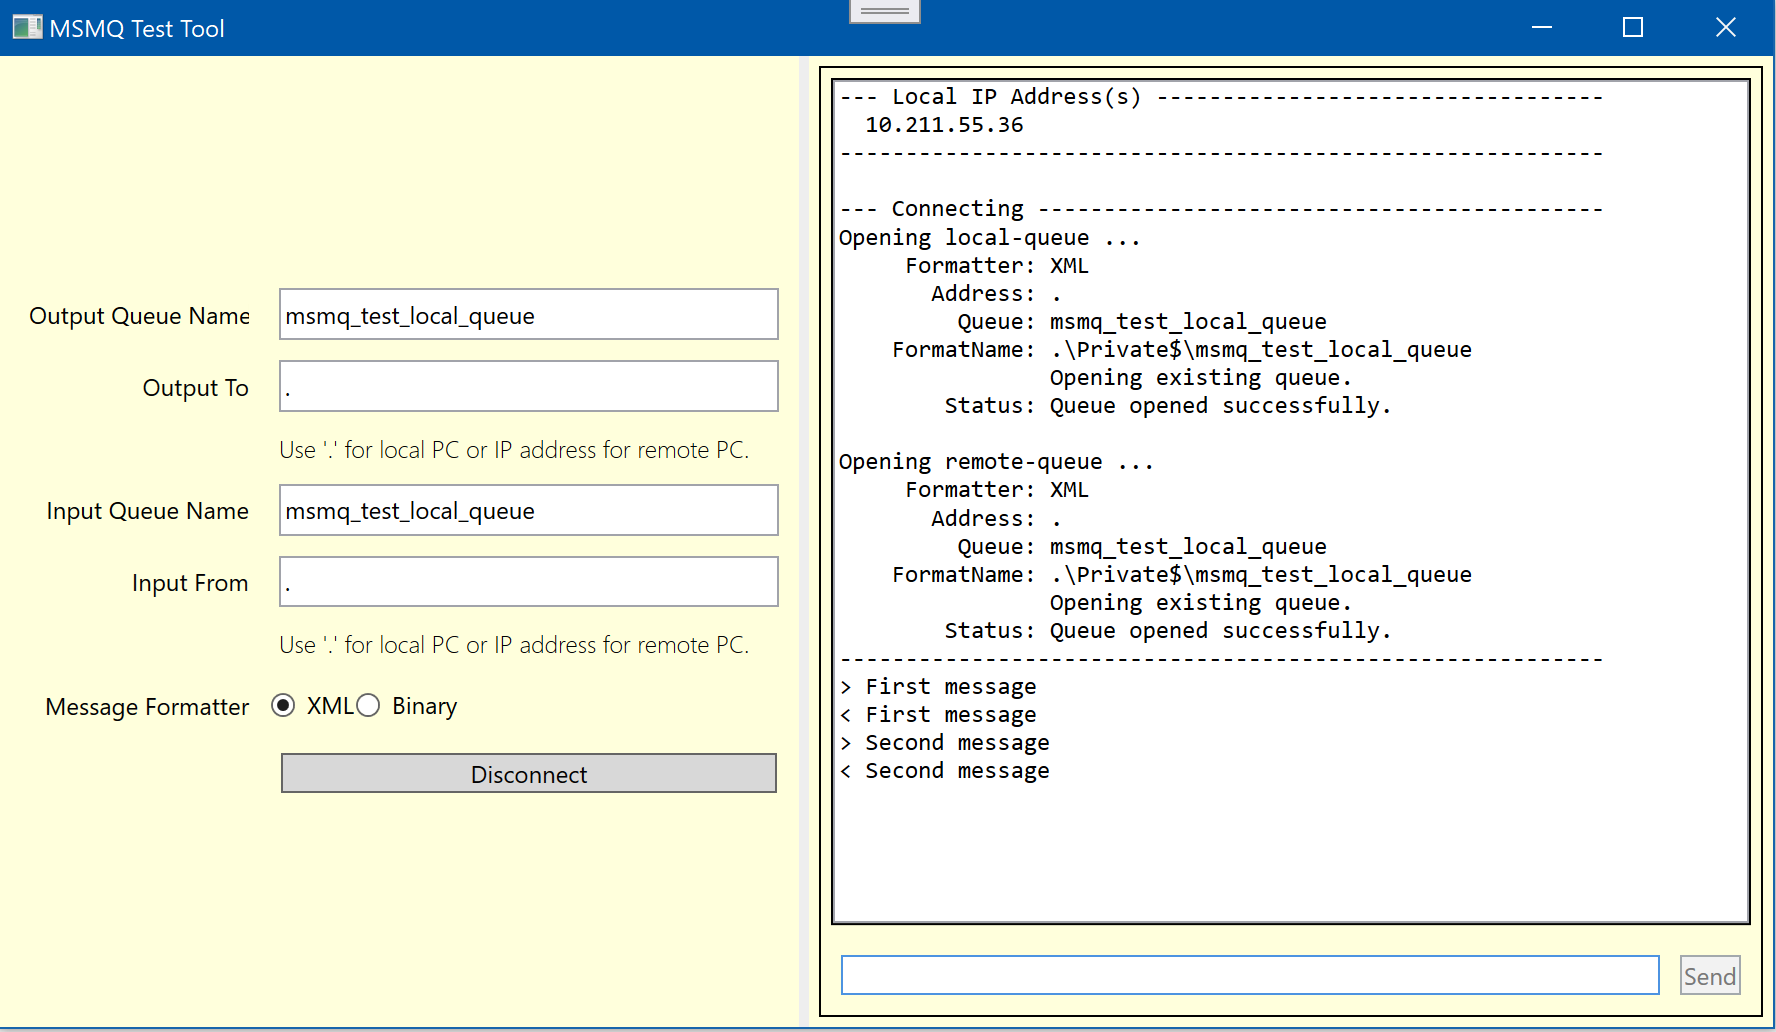 MSMQ Test Tool
Output Queue Name
msmq_test_local_queue
Output To
.
Use '.' for local PC or IP address for remote PC.
Input Queue Name
msmq_test_local_queue
Input From
.
Use '.' for local PC or IP address for remote PC.
Message Formatter XML Binary
Disconnect
--- Local IP Address(s) ----------------------------------
10.211.55.36
----------------------------------------------------------
--- Connecting -------------------------------------------
Opening local-queue ...
Formatter: XML
Address: .
Queue: msmq_test_local_queue
FormatName: .\Private$\msmq_test_local_queue
Opening existing queue.
Status: Queue opened successfully.
Opening remote-queue ...
Formatter: XML
Address: .
Queue: msmq_test_local_queue
FormatName: .\Private$\msmq_test_local_queue
Opening existing queue.
Status: Queue opened successfully.
----------------------------------------------------------
> First message
< First message
> Second message
< Second message
Send